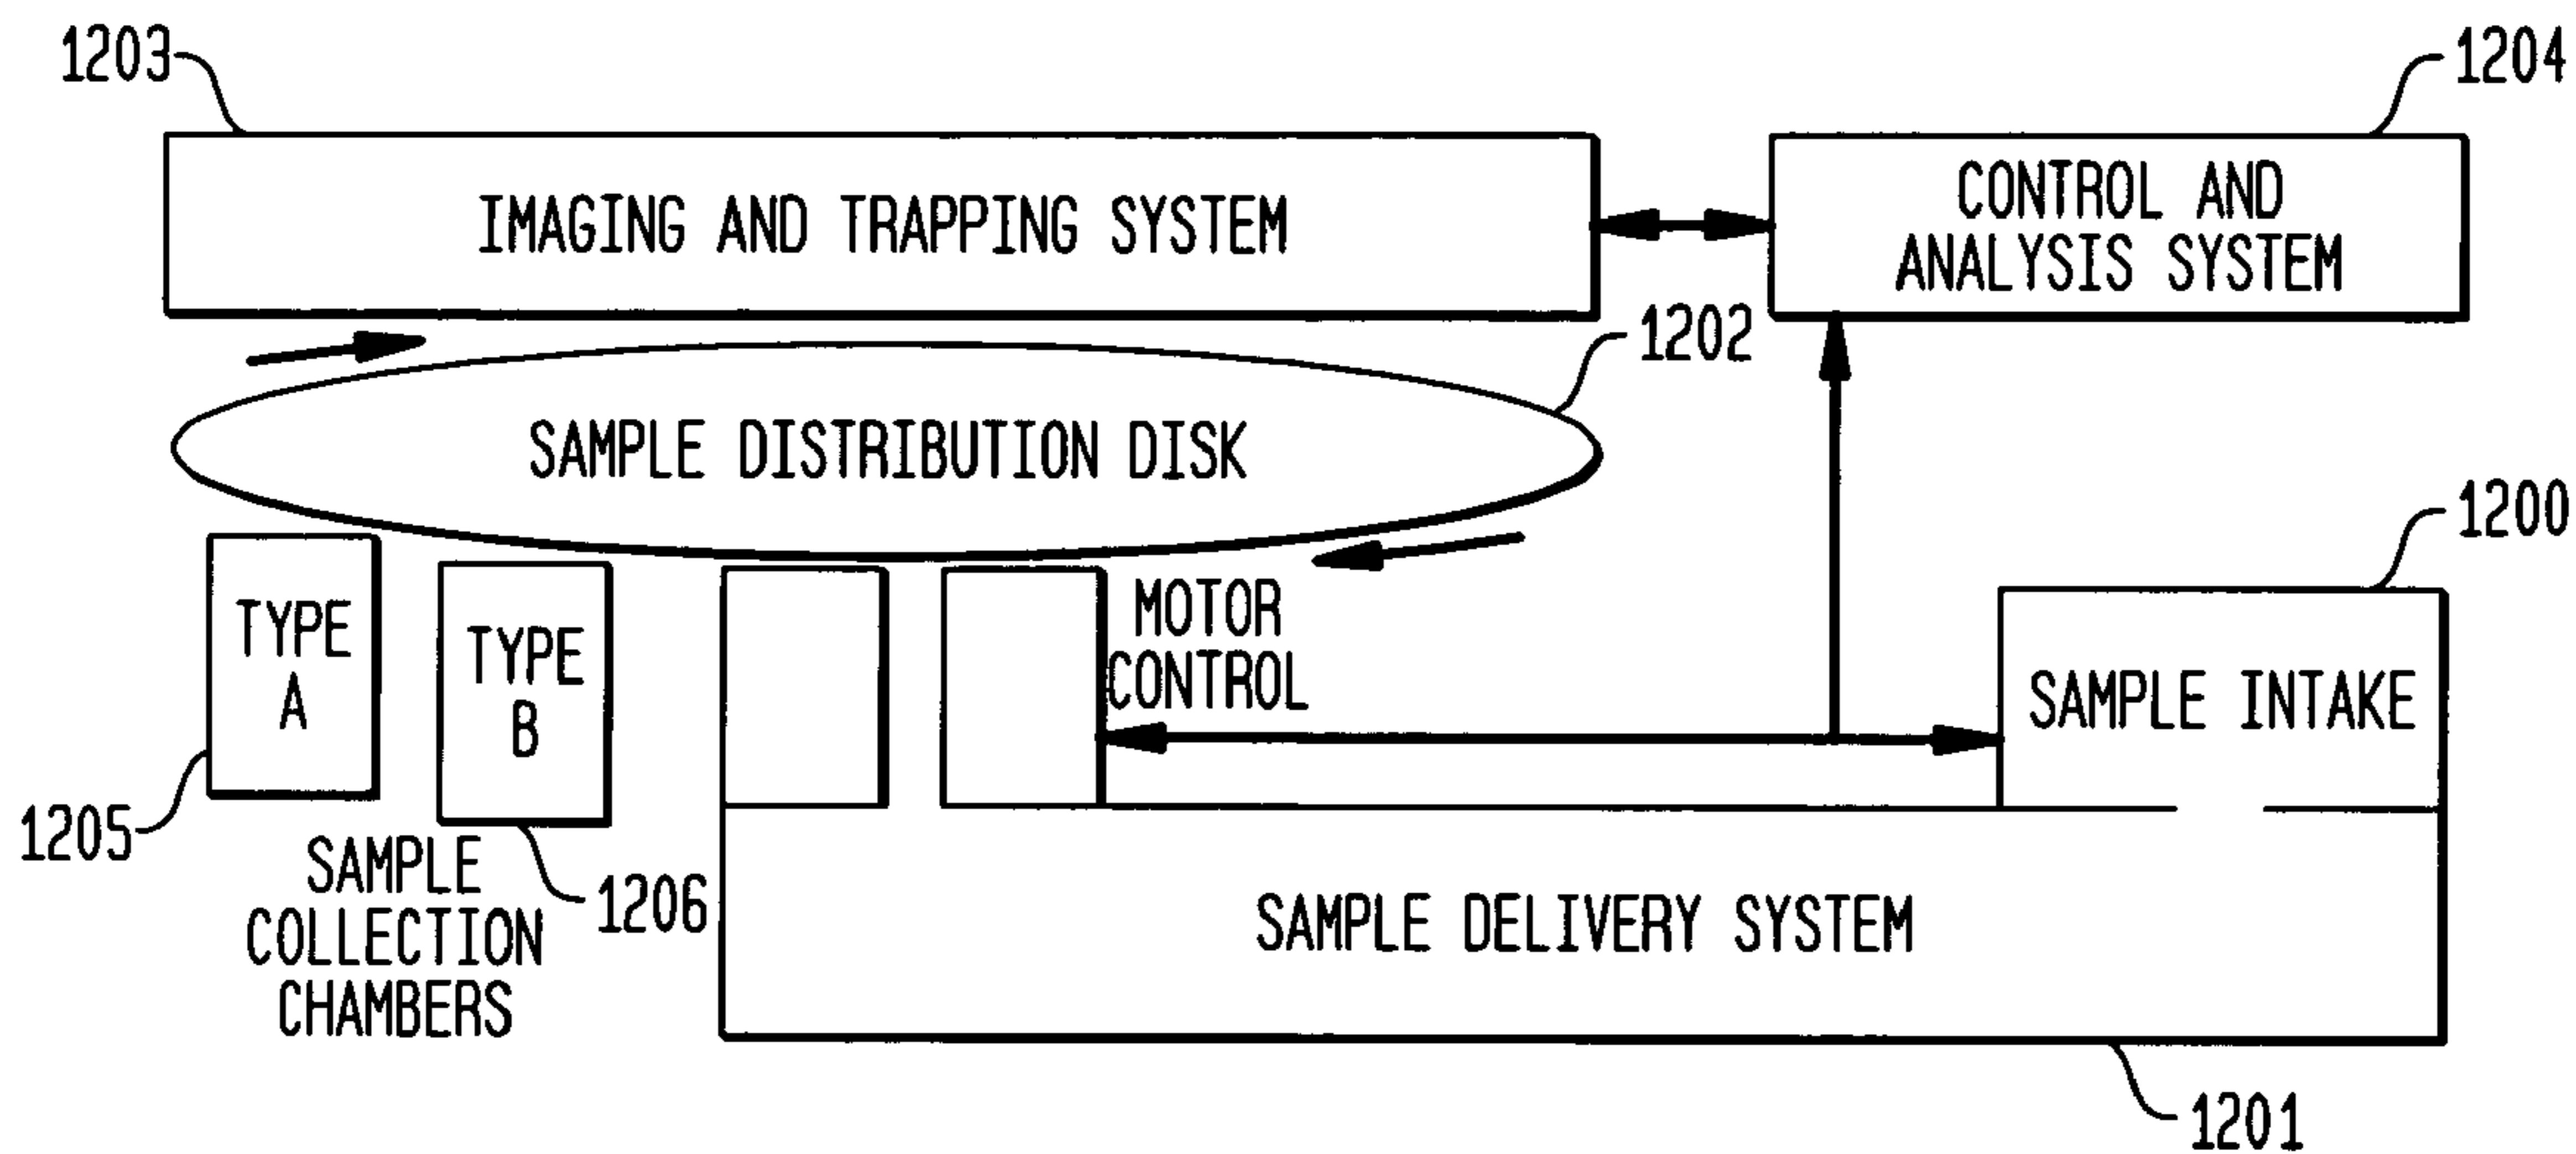 1203
1204
IMAGING AND TRAPPING SYSTEM
CONTROL AND
ANALYSIS SYSTEM
1202
SAMPLE DISTRIBUTION DISK
1200
TYPE
A
TYPE
B
MOTOR
CONTROL
SAMPLE INTAKE
1205
SAMPLE
COLLECTION
CHAMBERS
1206
SAMPLE DELIVERY SYSTEM
1201